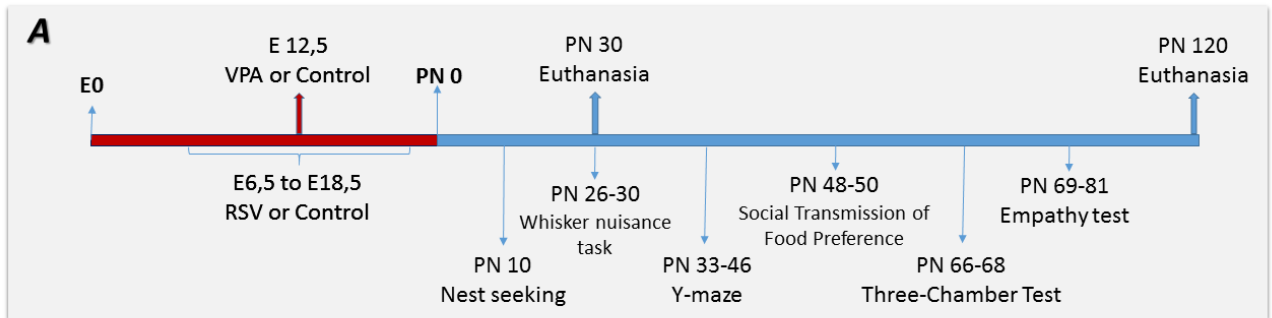 A
E0
E 12,5
VPA or Control
PN 0
PN 30
Euthanasia
PN 120
Euthanasia
E6,5 to E18,5
RSV or Control
PN 10
Nest seeking
PN 26-30
Whisker nuisance
task
PN 33-46
Y-maze
PN 48-50
Social Transmission of
Food Preference
PN 66-68
Three-Chamber Test
PN 69-81
Empathy test